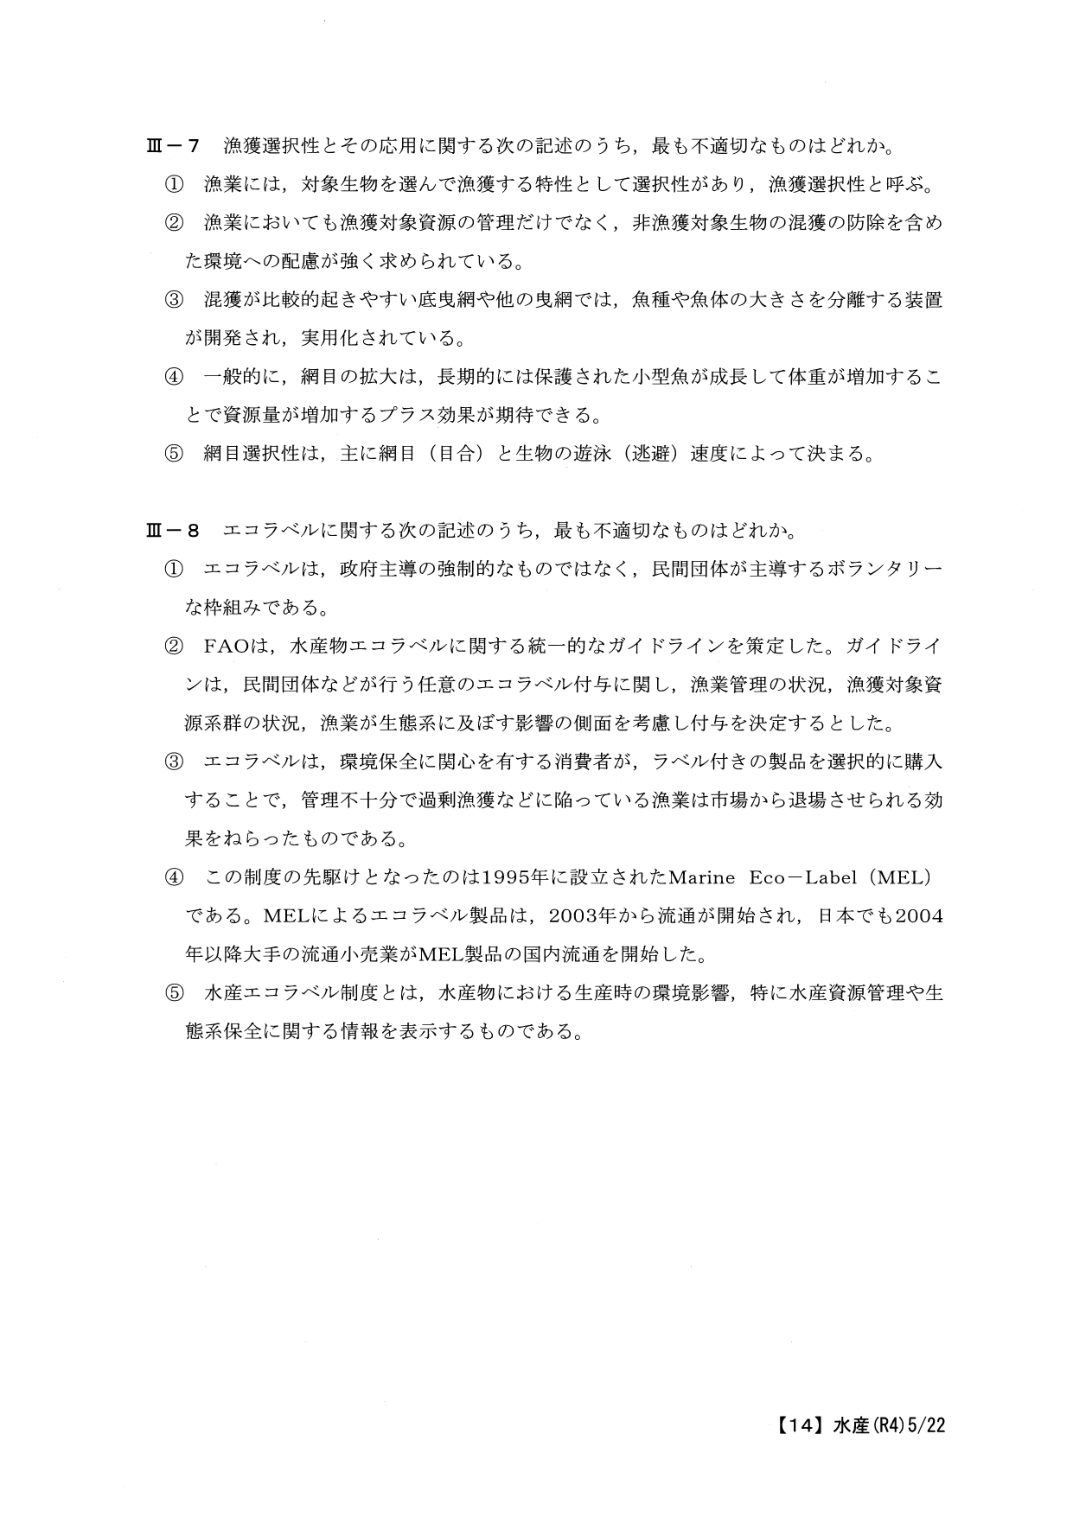 Ⅲ－７　漁獲選択性とその応用に関する次の記述のうち，最も不適切なものはどれか。
①　漁業には，対象生物を選んで漁獲する特性として選択性があり，漁獲選択性と呼ぶ。
②　漁業においても漁獲対象資源の管理だけでなく，非漁獲対象生物の混獲の防除を含め
た環境への配慮が強く求められている。
③　混獲が比較的起きやすい底曳網や他の曳網では，魚種や魚体の大きさを分離する装置
が開発され，実用化されている。
④　一般的に，網目の拡大は，長期的には保護された小型魚が成長して体重が増加するこ
とで資源量が増加するプラス効果が期待できる。
⑤　網目選択性は，主に網目（目合）と生物の遊泳（逃避）速度によって決まる。
Ⅲ－８　エコラベルに関する次の記述のうち，最も不適切なものはどれか。
①　エコラベルは，政府主導の強制的なものではなく，民間団体が主導するボランタリー
な枠組みである。
②　FAOは，水産物エコラベルに関する統一的なガイドラインを策定した。ガイドライ
ンは，民間団体などが行う任意のエコラベル付与に関し，漁業管理の状況，漁獲対象資
源系群の状況，漁業が生態系に及ぼす影響の側面を考慮し付与を決定するとした。
③　エコラベルは，環境保全に関心を有する消費者が，ラベル付きの製品を選択的に購入
することで，管理不十分で過剰漁獲などに陥っている漁業は市場から退場させられる効
果をねらったものである。
④　この制度の先駆けとなったのは1995年に設立されたMarine Eco－Label（MEL）
である。MELによるエコラベル製品は，2003年から流通が開始され，日本でも2004
年以降大手の流通小売業がMEL製品の国内流通を開始した。
⑤　水産エコラベル制度とは，水産物における生産時の環境影響，特に水産資源管理や生
態系保全に関する情報を表示するものである。
【14】水産(R4)5/22